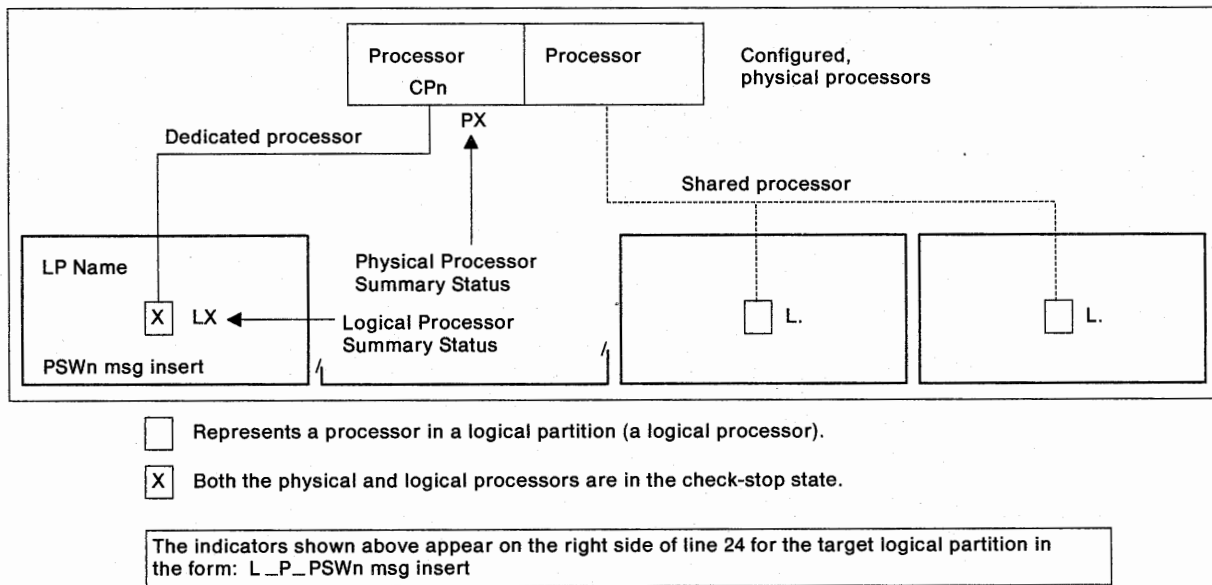 Processor
CPn
Processor
Configured,
physical processors
PX
Dedicated processor
Shared processor
LP Name
Physical Processor
Summary Status
X
LX
Logical Processor
Summary Status
PSWn msg insert
L.
L.
Represents a processor in a logical partition (a logical processor).
X
Both the physical and logical processors are in the check-stop state.
The indicators shown above appear on the right side of line 24 for the target logical partition in
the form: L_P_PSWn msg insert